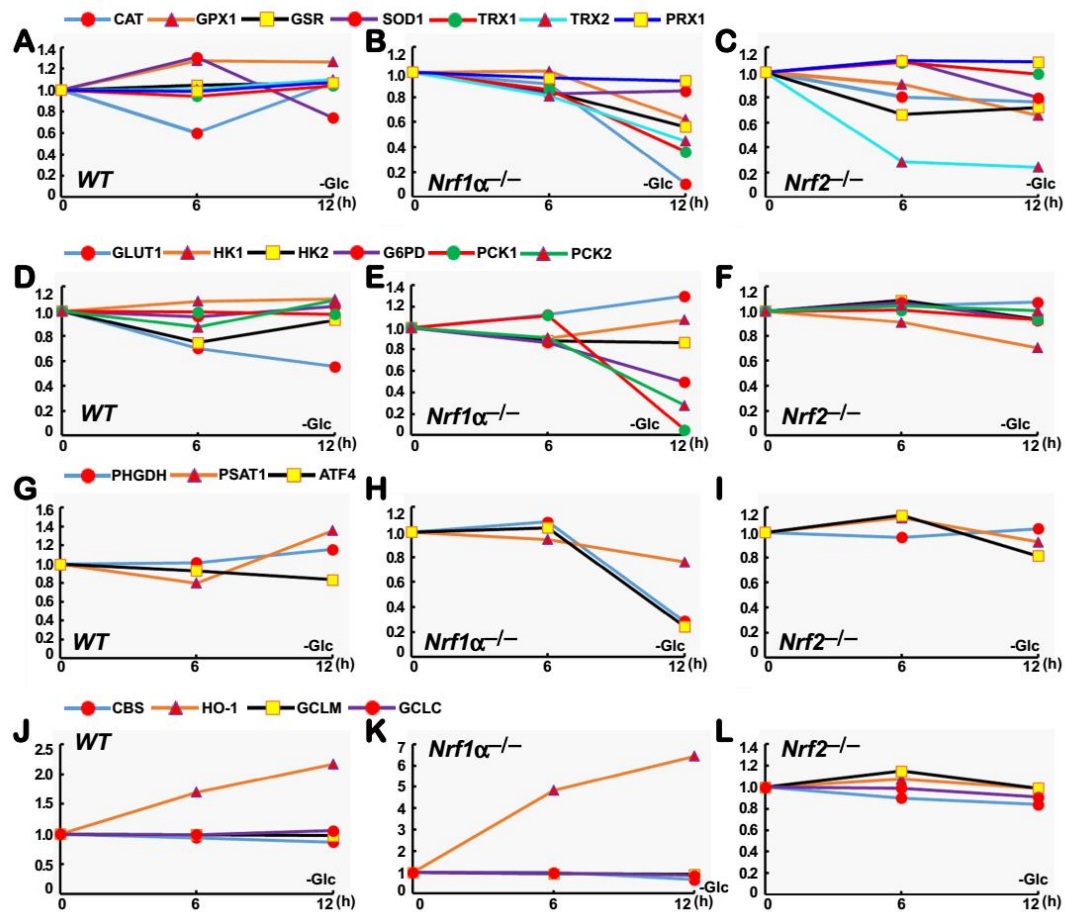 CAT GPX1 GSR SOD1 TRX1 TRX2 PRX1
A B C
1.4 1.2 1.0 0.8 0.6 0.4 0.2 0
WT -Glc
0 6 12 (h)
1.2 1.0 0.8 0.6 0.4 0.2 0
Nrf1α−/− -Glc
0 6 12 (h)
1.2 1.0 0.8 0.6 0.4 0.2 0
Nrf2−/− -Glc
0 6 12 (h)
GLUT1 HK1 HK2 G6PD PCK1 PCK2
D E F
1.2 1.0 0.8 0.6 0.4 0.2 0
WT -Glc
0 6 12 (h)
1.4 1.2 1.0 0.8 0.6 0.4 0.2 0
Nrf1α−/− -Glc
0 6 12 (h)
1.2 1.0 0.8 0.6 0.4 0.2 0
Nrf2−/− -Glc
0 6 12 (h)
PHGDH PSAT1 ATF4
G H I
1.6 1.4 1.2 1.0 0.8 0.6 0.4 0.2 0
WT -Glc
0 6 12 (h)
1.2 1.0 0.8 0.6 0.4 0.2 0
Nrf1α−/− -Glc
0 6 12 (h)
1.2 1.0 0.8 0.6 0.4 0.2 0
Nrf2−/− -Glc
0 6 12 (h)
CBS HO-1 GCLM GCLC
J K L
WT
2.5 2.0 1.5 1.0 0.5 0
-Glc
0 6 12 (h)
Nrf1α−/−
7 6 5 4 3 2 1 0
-Glc
0 6 12 (h)
Nrf2−/−
1.4 1.2 1.0 0.8 0.6 0.4 0.2 0
-Glc
0 6 12 (h)